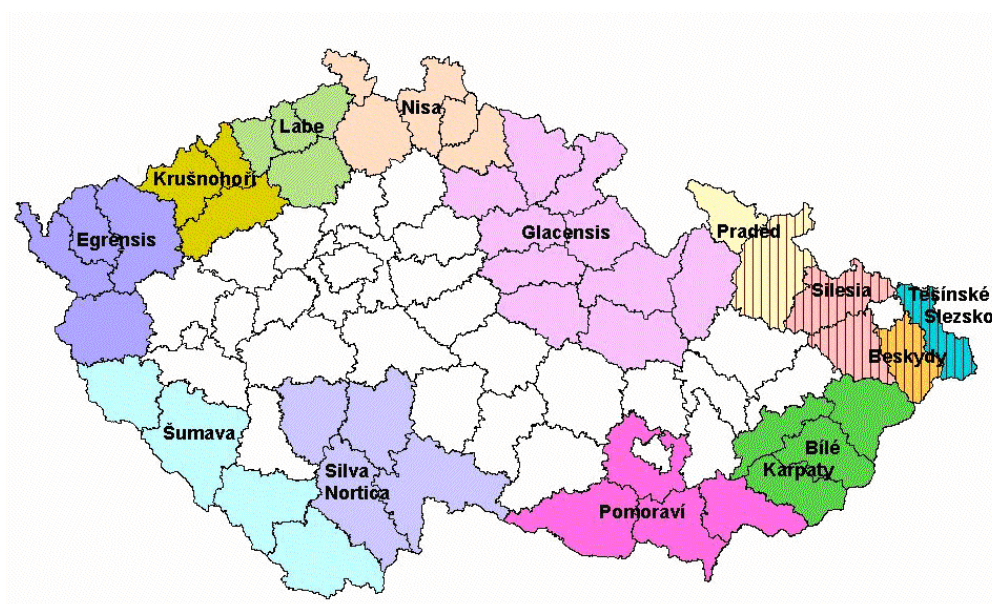 Nisa
Labe
Krušnohoří
Egrensis
Glacensis
Praděd
Silesia
Těšínské
Slezsko
Beskydy
Šumava
Silva
Nortica
Bílé
Karpaty
Pomoraví